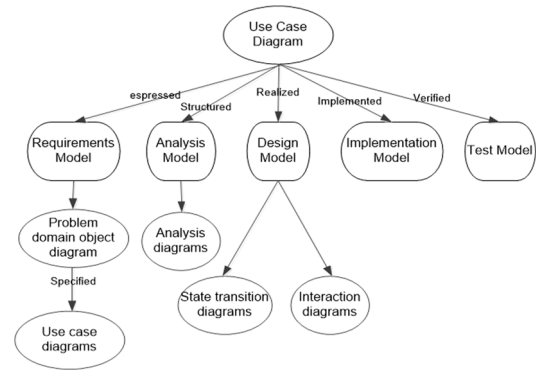 Use Case
Diagram
espressed
Structured
Realized
Implemented
Verified
Requirements
Model
Analysis
Model
Design
Model
Implementation
Model
Test Model
Problem
domain object
diagram
Analysis
diagrams
Specified
State transition
diagrams
Interaction
diagrams
Use case
diagrams